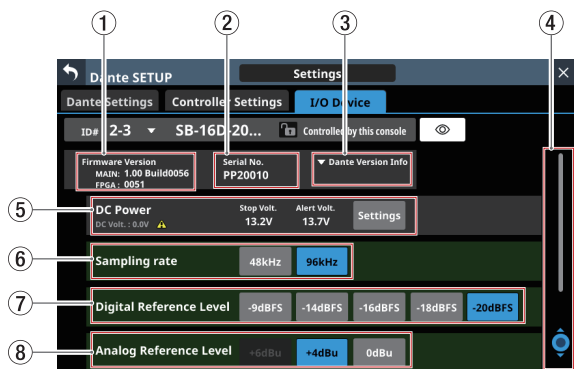 ① ② ③ ④
Dante SETUP Settings ×
Dante Settings Controller Settings I/O Device
ID# 2-3 ▼ SB-16D-20... Controlled by this console
Firmware Version Serial No. ▼ Dante Version Info
MAIN: 1.00 Build0056 PP20010
FPGA : 0051
⑤ DC Power Stop Volt. Alert Volt. Settings
DC Volt. : 0.0V 13.2V 13.7V
⑥ Sampling rate 48kHz 96kHz
⑦ Digital Reference Level -9dBFS -14dBFS -16dBFS -18dBFS -20dBFS
⑧ Analog Reference Level +6dBu +4dBu 0dBu